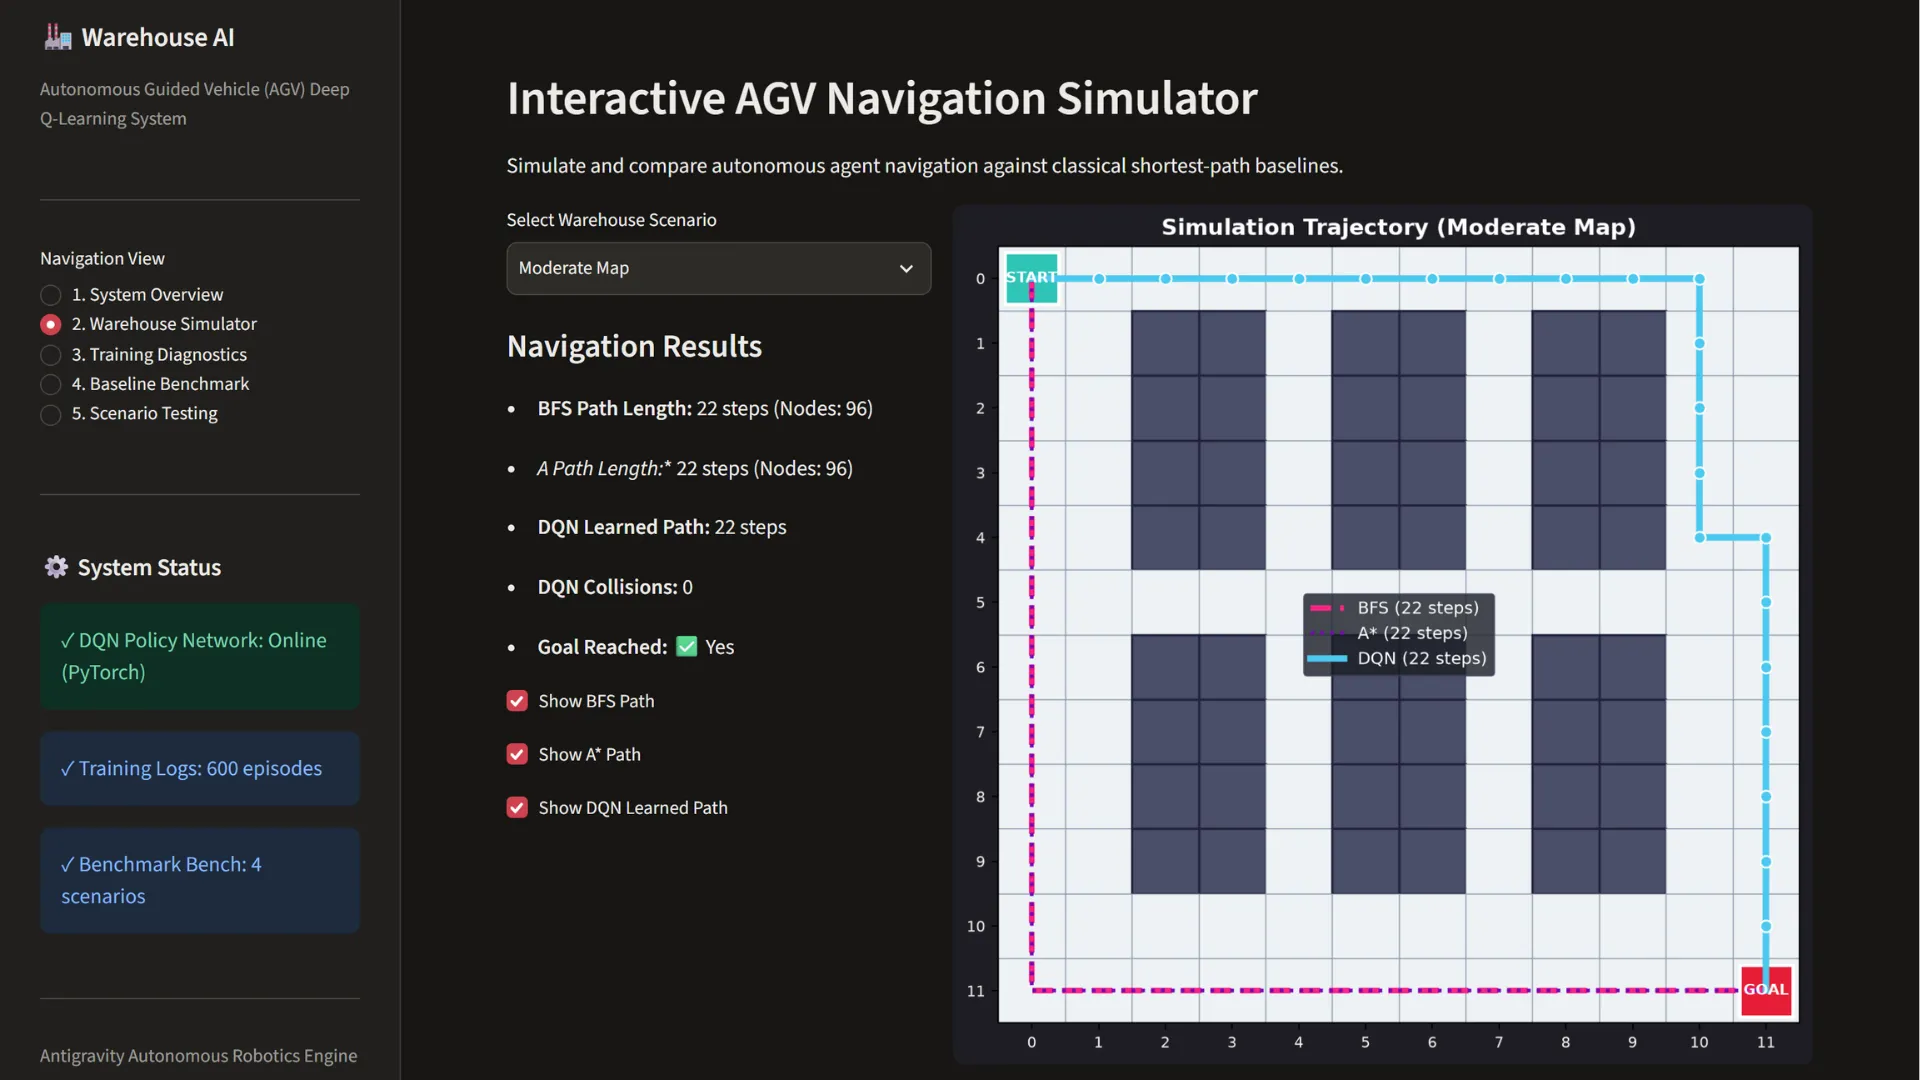 Warehouse AI
Autonomous Guided Vehicle (AGV) Deep
Q-Learning System
Navigation View
1. System Overview
2. Warehouse Simulator
3. Training Diagnostics
4. Baseline Benchmark
5. Scenario Testing
System Status
✓ DQN Policy Network: Online
(PyTorch)
✓ Training Logs: 600 episodes
✓ Benchmark Bench: 4
scenarios
Antigravity Autonomous Robotics Engine
Interactive AGV Navigation Simulator
Simulate and compare autonomous agent navigation against classical shortest-path baselines.
Select Warehouse Scenario
Moderate Map
Navigation Results
• BFS Path Length: 22 steps (Nodes: 96)
• A Path Length:* 22 steps (Nodes: 96)
• DQN Learned Path: 22 steps
• DQN Collisions: 0
• Goal Reached: ✅ Yes
Show BFS Path
Show A* Path
Show DQN Learned Path
Simulation Trajectory (Moderate Map)
START
0
1
2
3
4
5
6
7
8
9
10
11
BFS (22 steps)
A* (22 steps)
DQN (22 steps)
GOAL
0 1 2 3 4 5 6 7 8 9 10 11